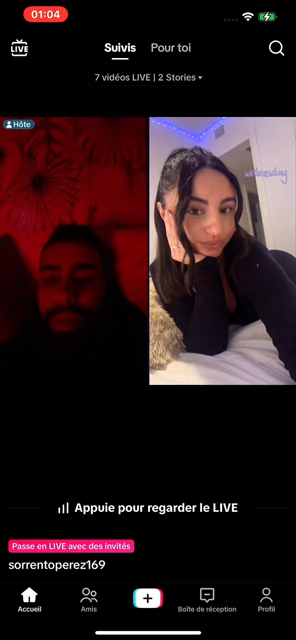 01:04
LIVE
Suivis Pour toi
7 vidéos LIVE | 2 Stories
Hôte
wednesday
Appuie pour regarder le LIVE
Passe en LIVE avec des invités
sorrentoperez169
Accueil Amis Boîte de réception Profil